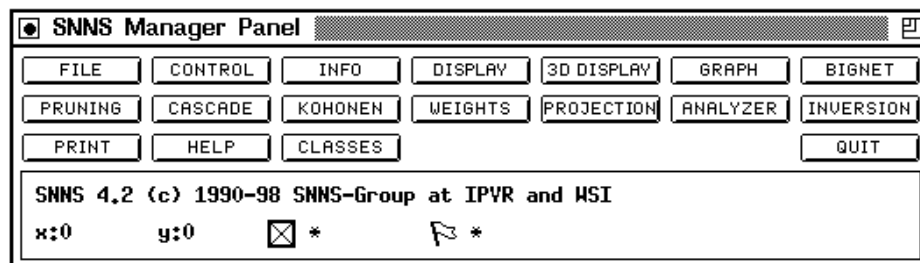 SNNS Manager Panel
FILE CONTROL INFO DISPLAY 3D DISPLAY GRAPH BIGNET
PRUNING CASCADE KOHONEN WEIGHTS PROJECTION ANALYZER INVERSION
PRINT HELP CLASSES QUIT
SNNS 4.2 (c) 1990-98 SNNS-Group at IPVR and WSI
x:0 y:0 * *